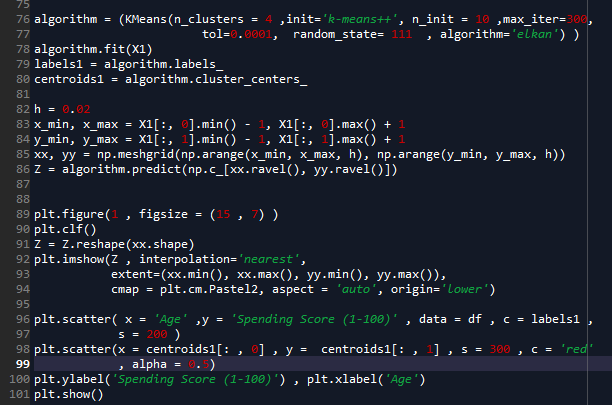 75
76 algorithm = (KMeans(n_clusters = 4 ,init='k-means++', n_init = 10 ,max_iter=300,
77 tol=0.0001,  random_state= 111  , algorithm='elkan') )
78 algorithm.fit(X1)
79 labels1 = algorithm.labels_
80 centroids1 = algorithm.cluster_centers_
81
82 h = 0.02
83 x_min, x_max = X1[:, 0].min() - 1, X1[:, 0].max() + 1
84 y_min, y_max = X1[:, 1].min() - 1, X1[:, 1].max() + 1
85 xx, yy = np.meshgrid(np.arange(x_min, x_max, h), np.arange(y_min, y_max, h))
86 Z = algorithm.predict(np.c_[xx.ravel(), yy.ravel()])
87
88
89 plt.figure(1 , figsize = (15 , 7) )
90 plt.clf()
91 Z = Z.reshape(xx.shape)
92 plt.imshow(Z , interpolation='nearest',
93 extent=(xx.min(), xx.max(), yy.min(), yy.max()),
94 cmap = plt.cm.Pastel2, aspect = 'auto', origin='lower')
95
96 plt.scatter( x = 'Age' ,y = 'Spending Score (1-100)' , data = df , c = labels1 ,
97 s = 200 )
98 plt.scatter(x = centroids1[: , 0] , y =  centroids1[: , 1] , s = 300 , c = 'red'
99 , alpha = 0.5)
100 plt.ylabel('Spending Score (1-100)') , plt.xlabel('Age')
101 plt.show()